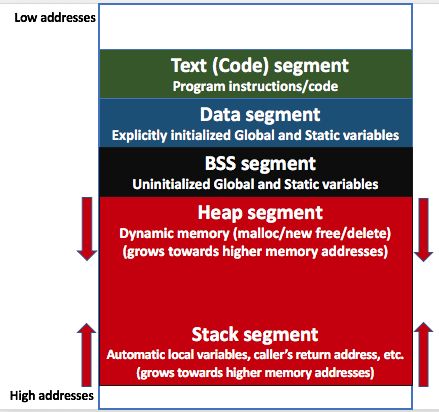 Low addresses
Text (Code) segment
Program instructions/code
Data segment
Explicitly initialized Global and Static variables
BSS segment
Uninitialized Global and Static variables
Heap segment
Dynamic memory (malloc/new free/delete)
(grows towards higher memory addresses)
Stack segment
Automatic local variables, caller's return address, etc.
(grows towards higher memory addresses)
High addresses